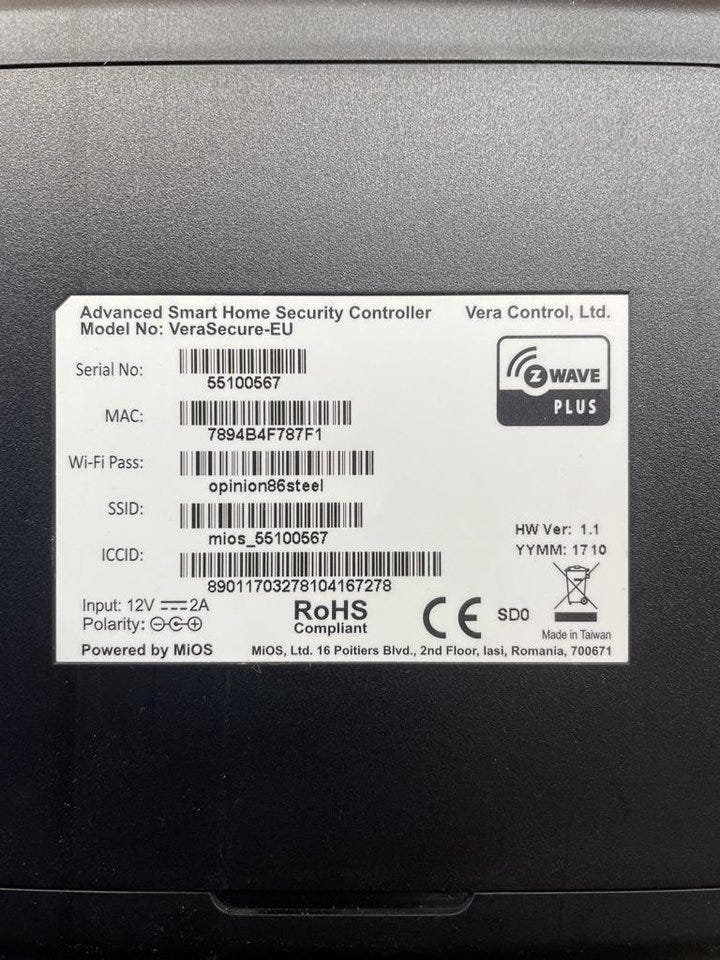 Advanced Smart Home Security Controller Vera Control, Ltd.
Model No: VeraSecure-EU
Serial No:
55100567
MAC:
7894B4F787F1
Wi-Fi Pass:
opinion86steel
SSID:
mios_55100567
ICCID:
89011703278104167278
Z WAVE
PLUS
HW Ver: 1.1
YYMM: 1710
Input: 12V 2A
Polarity:
RoHS
Compliant
CE
SD0
Made in Taiwan
Powered by MiOS
MiOS, Ltd. 16 Poitiers Blvd., 2nd Floor, Iasi, Romania, 700671